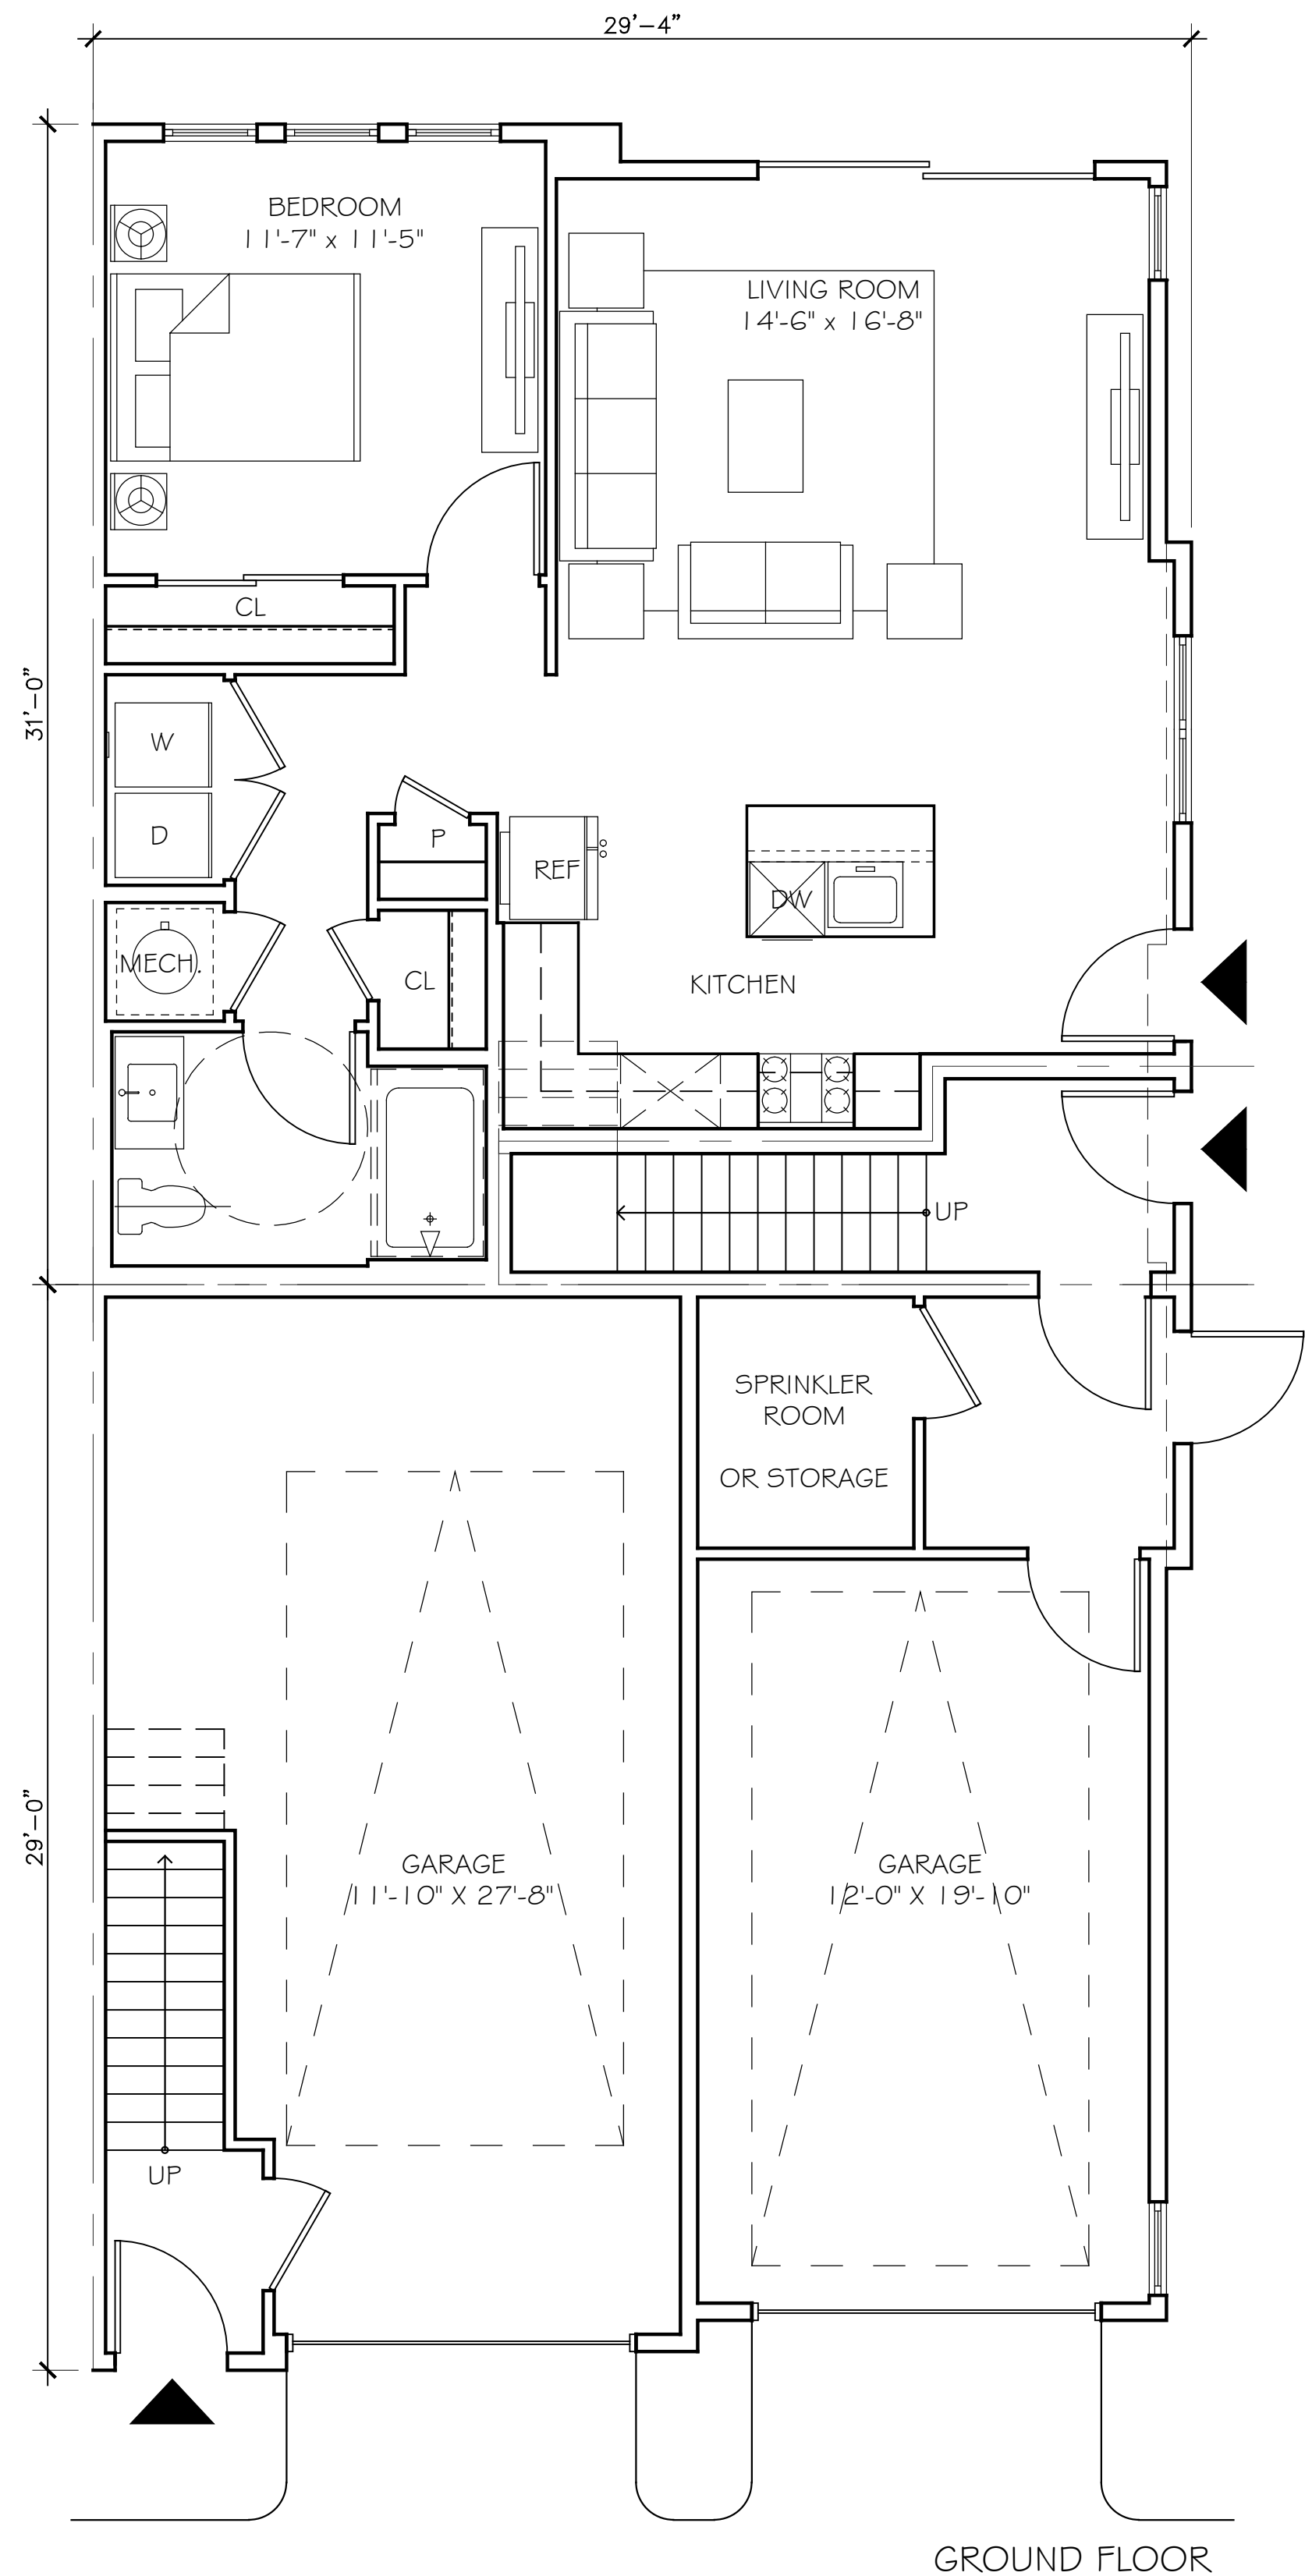 29'-4"
BEDROOM
11'-7" x 11'-5"
LIVING ROOM
14'-6" x 16'-8"
CL
31'-0"
W
D
P
REF
DW
MECH.
CL
KITCHEN
UP
SPRINKLER
ROOM
OR STORAGE
29'-0"
GARAGE
11'-10" X 27'-8"
GARAGE
12'-0" X 19'-10"
UP
GROUND FLOOR